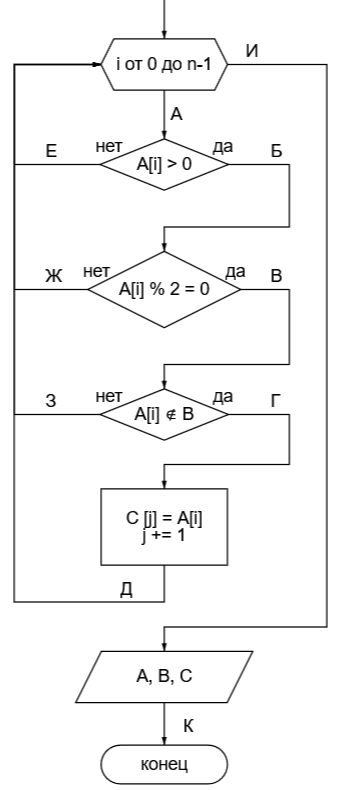 i от 0 до n-1
И
А
Е
нет
да
Б
A[i] > 0
Ж
нет
да
В
A[i] % 2 = 0
З
нет
да
Г
A[i] ∉ B
C [j] = A[i]
j += 1
Д
A, B, C
К
конец